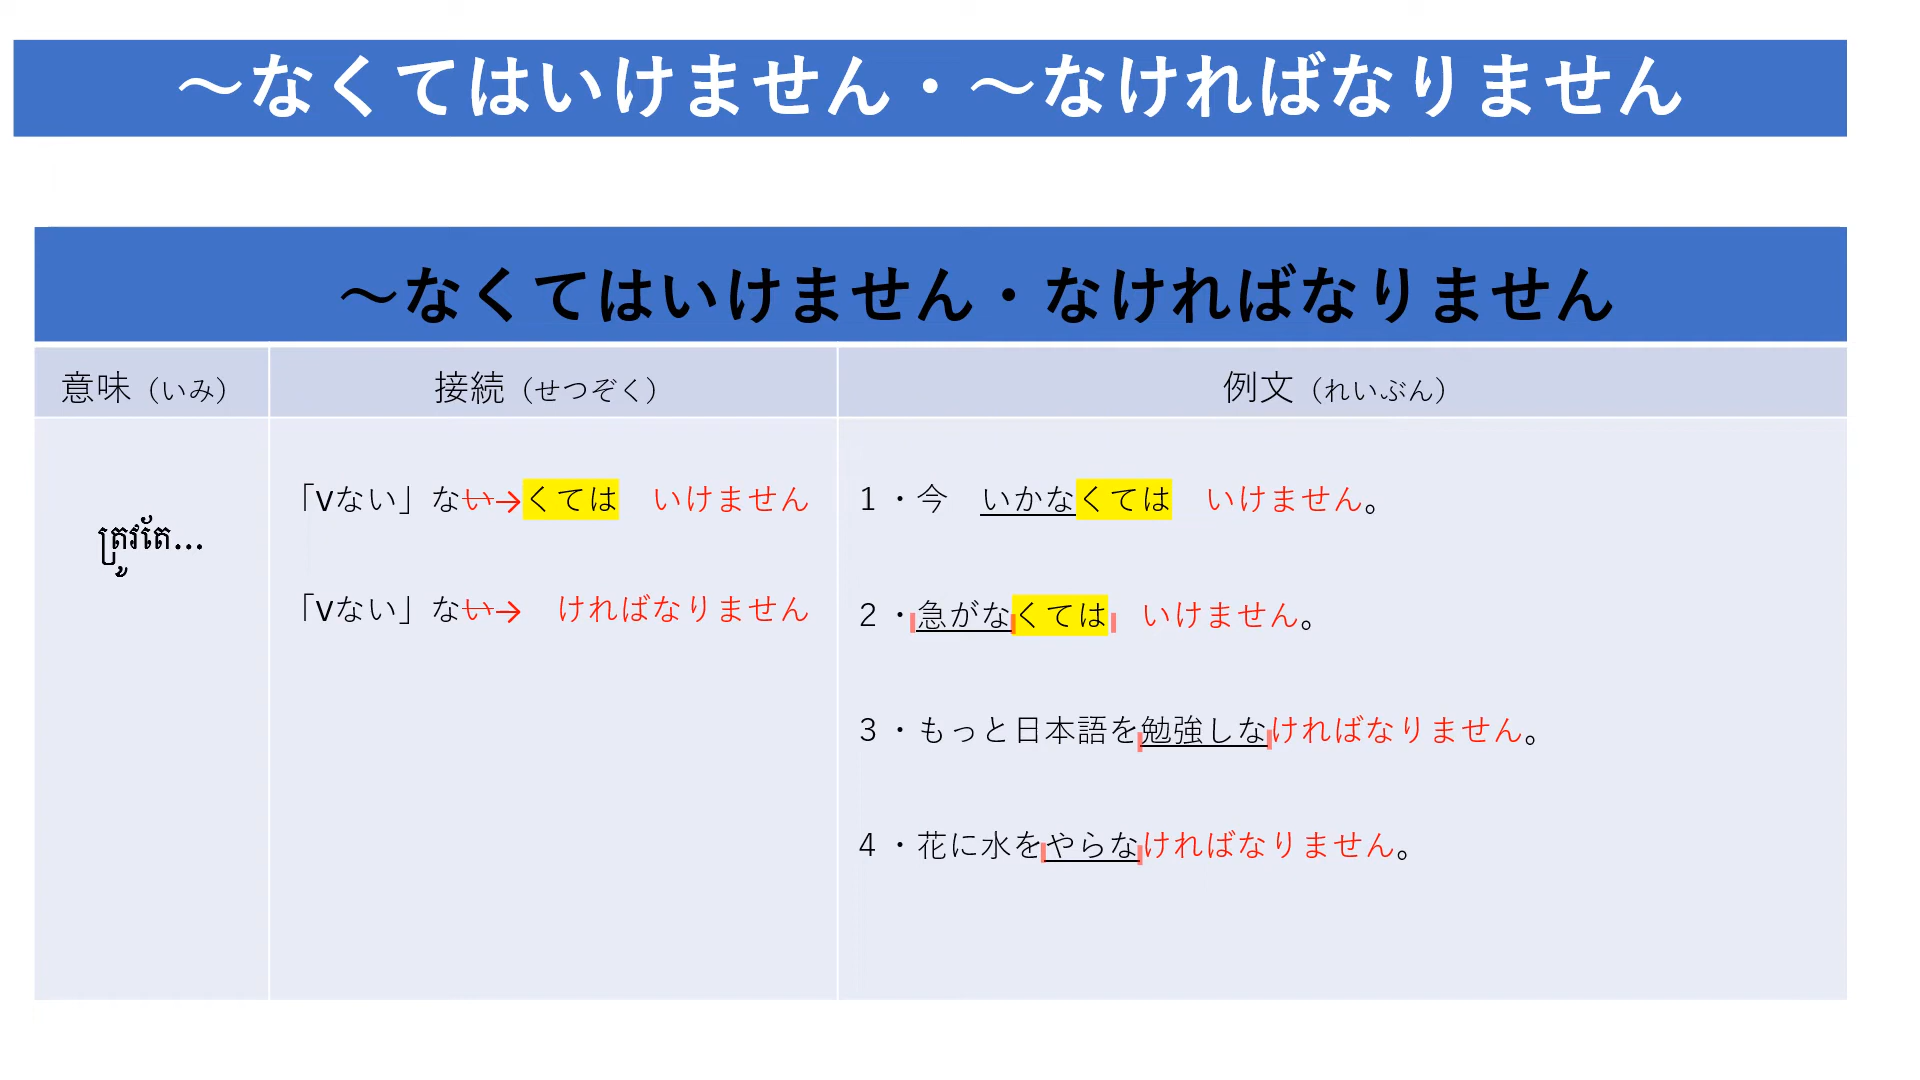 ～なくてはいけません・～なければなりません
～なくてはいけません・なければなりません
意味（いみ）
接続（せつぞく）
例文（れいぶん）
ត្រូវតែ...
「Vない」ない→くては　いけません
「Vない」ない→　ければなりません
1・今　いかなくては　いけません。
2・急がなくては　いけません。
3・もっと日本語を勉強しなければなりません。
4・花に水をやらなければなりません。